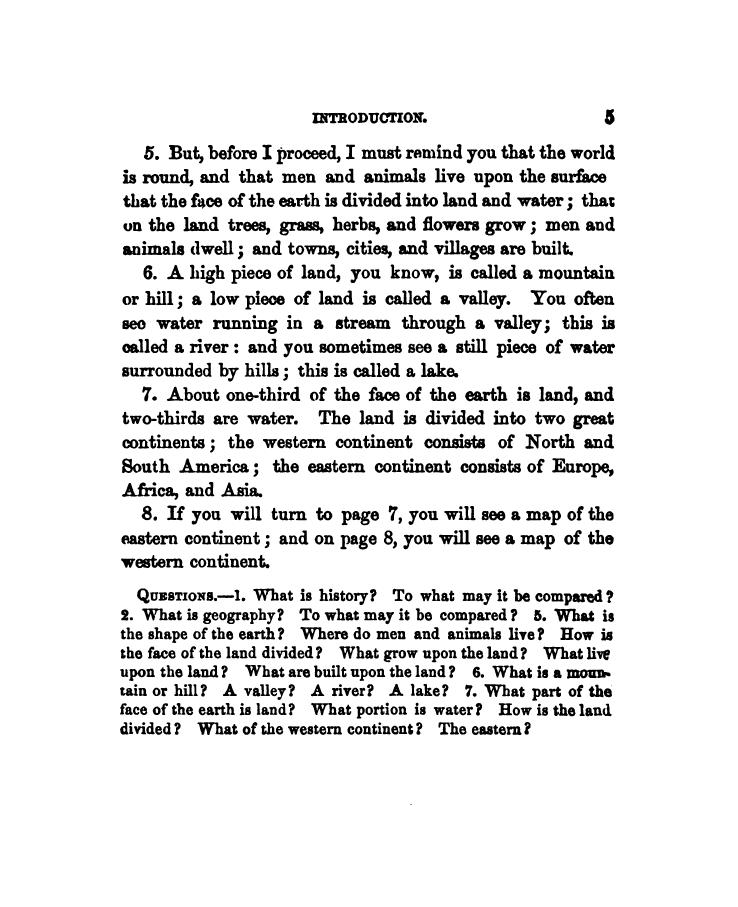 INTRODUCTION. 5
5. But, before I proceed, I must remind you that the world
is round, and that men and animals live upon the surface
that the face of the earth is divided into land and water; that
on the land trees, grass, herbs, and flowers grow; men and
animals dwell; and towns, cities, and villages are built.
6. A high piece of land, you know, is called a mountain
or hill; a low piece of land is called a valley. You often
see water running in a stream through a valley; this is
called a river: and you sometimes see a still piece of water
surrounded by hills; this is called a lake.
7. About one-third of the face of the earth is land, and
two-thirds are water. The land is divided into two great
continents; the western continent consists of North and
South America; the eastern continent consists of Europe,
Africa, and Asia.
8. If you will turn to page 7, you will see a map of the
eastern continent; and on page 8, you will see a map of the
western continent.
QUESTIONS.—1. What is history? To what may it be compared?
2. What is geography? To what may it be compared? 5. What is
the shape of the earth? Where do men and animals live? How is
the face of the land divided? What grow upon the land? What live
upon the land? What are built upon the land? 6. What is a moun-
tain or hill? A valley? A river? A lake? 7. What part of the
face of the earth is land? What portion is water? How is the land
divided? What of the western continent? The eastern?